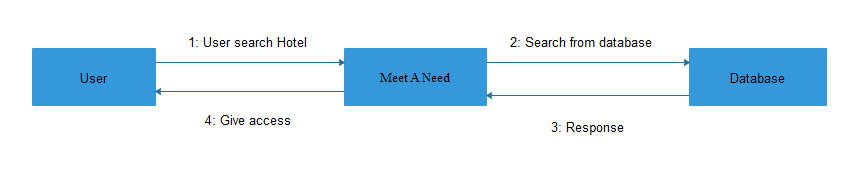 1: User search Hotel
2: Search from database
User
Meet A Need
Database
4: Give access
3: Response